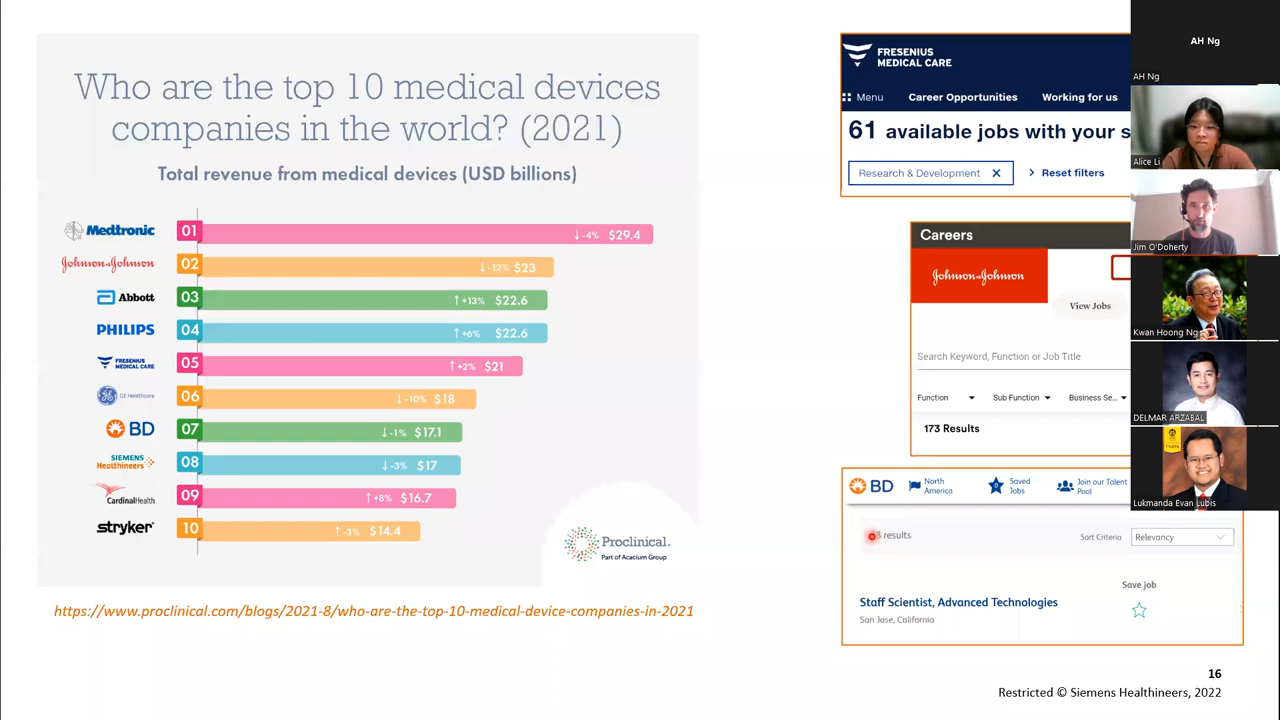 Who are the top 10 medical devices
companies in the world? (2021)
Total revenue from medical devices (USD billions)
Medtronic 01 ↓-4% $29.4
Johnson & Johnson 02 ↓-12% $23
Abbott 03 ↑+13% $22.6
PHILIPS 04 ↑+6% $22.6
FRESENIUS
MEDICAL CARE 05 ↑+2% $21
GE Healthcare 06 ↓-10% $18
BD 07 ↓-1% $17.1
SIEMENS
Healthineers 08 ↓-3% $17
CardinalHealth 09 ↑+8% $16.7
stryker 10 ↑-3% $14.4
Proclinical.
Part of Acacium Group
https://www.proclinical.com/blogs/2021-8/who-are-the-top-10-medical-device-companies-in-2021
FRESENIUS
MEDICAL CARE
Menu Career Opportunities Working for us
61 available jobs with your s
Research & Development × > Reset filters
Careers
Johnson & Johnson
View Jobs
Search Keyword, Function or Job Title
Function Sub Function Business Se...
173 Results
BD North
America Saved
Jobs Join our Talent
Pool
results Sort Criteria Relevancy
Save job
Staff Scientist, Advanced Technologies
San Jose, California
AH Ng
AH Ng
Alice Li
Jim O'Doherty
Kwan Hoong Ng
DELMAR ARZABAL
Lukmanda Evan Lubis
16
Restricted © Siemens Healthineers, 2022